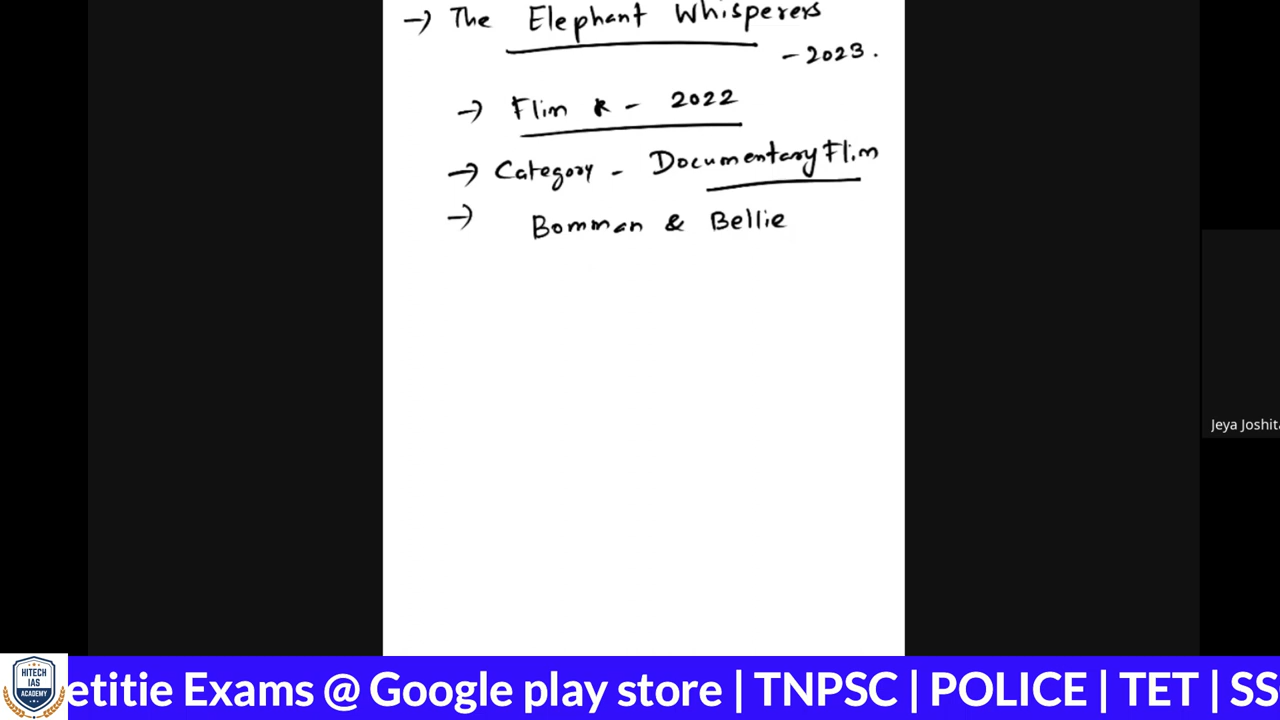 → The Elephant Whisperers
- 2023.
→ Flim - 2022
→ Category - Documentary Flim
→ Bomman & Bellie
Jeya Joshita
HITECH
IAS
ACADEMY
etitie Exams @ Google play store | TNPSC | POLICE | TET | SS